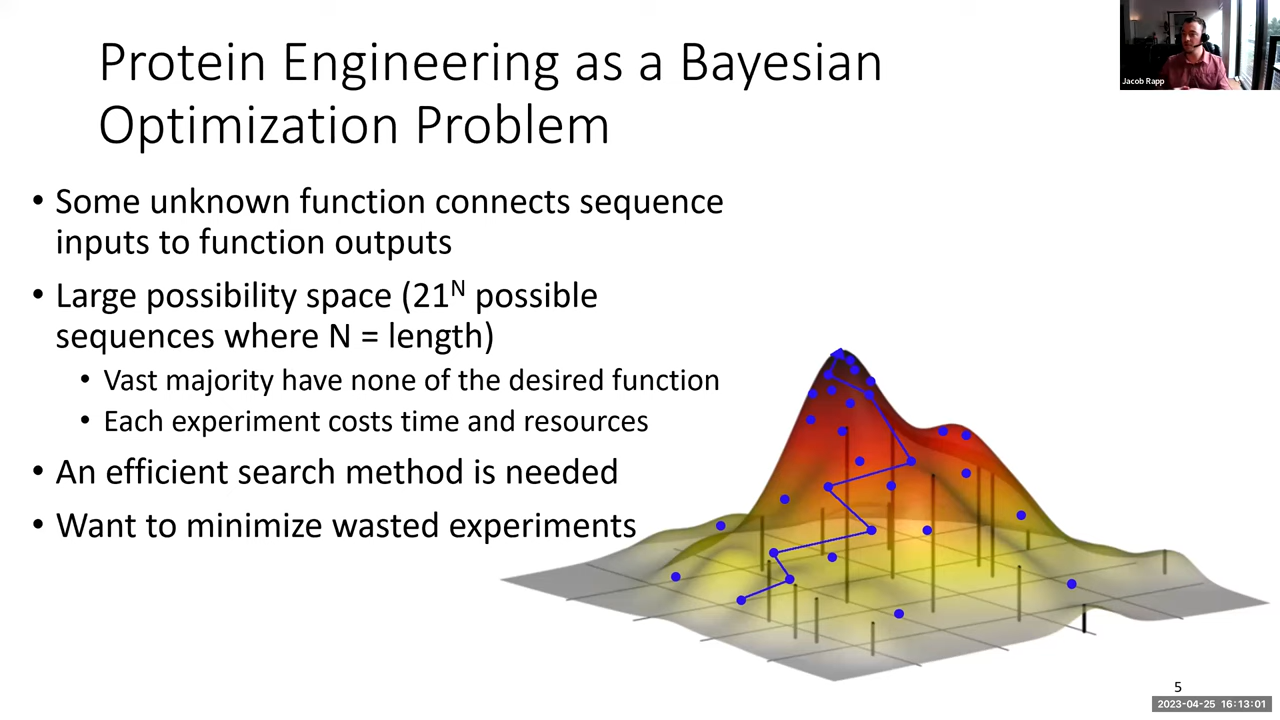 Protein Engineering as a Bayesian
Optimization Problem
Jacob Rapp
• Some unknown function connects sequence
inputs to function outputs
• Large possibility space (21ᴺ possible
sequences where N = length)
• Vast majority have none of the desired function
• Each experiment costs time and resources
• An efficient search method is needed
• Want to minimize wasted experiments
5
2023-04-25 16:13:01